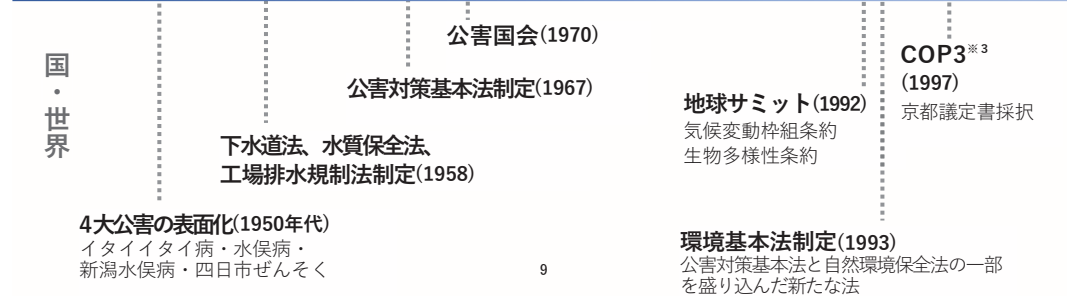 国・世界
4大公害の表面化(1950年代)
イタイイタイ病・水俣病・
新潟水俣病・四日市ぜんそく
下水道法、水質保全法、
工場排水規制法制定(1958)
公害対策基本法制定(1967)
公害国会(1970)
地球サミット(1992)
気候変動枠組条約
生物多様性条約
環境基本法制定(1993)
公害対策基本法と自然環境保全法の一部
を盛り込んだ新たな法
COP3※3
(1997)
京都議定書採択
9